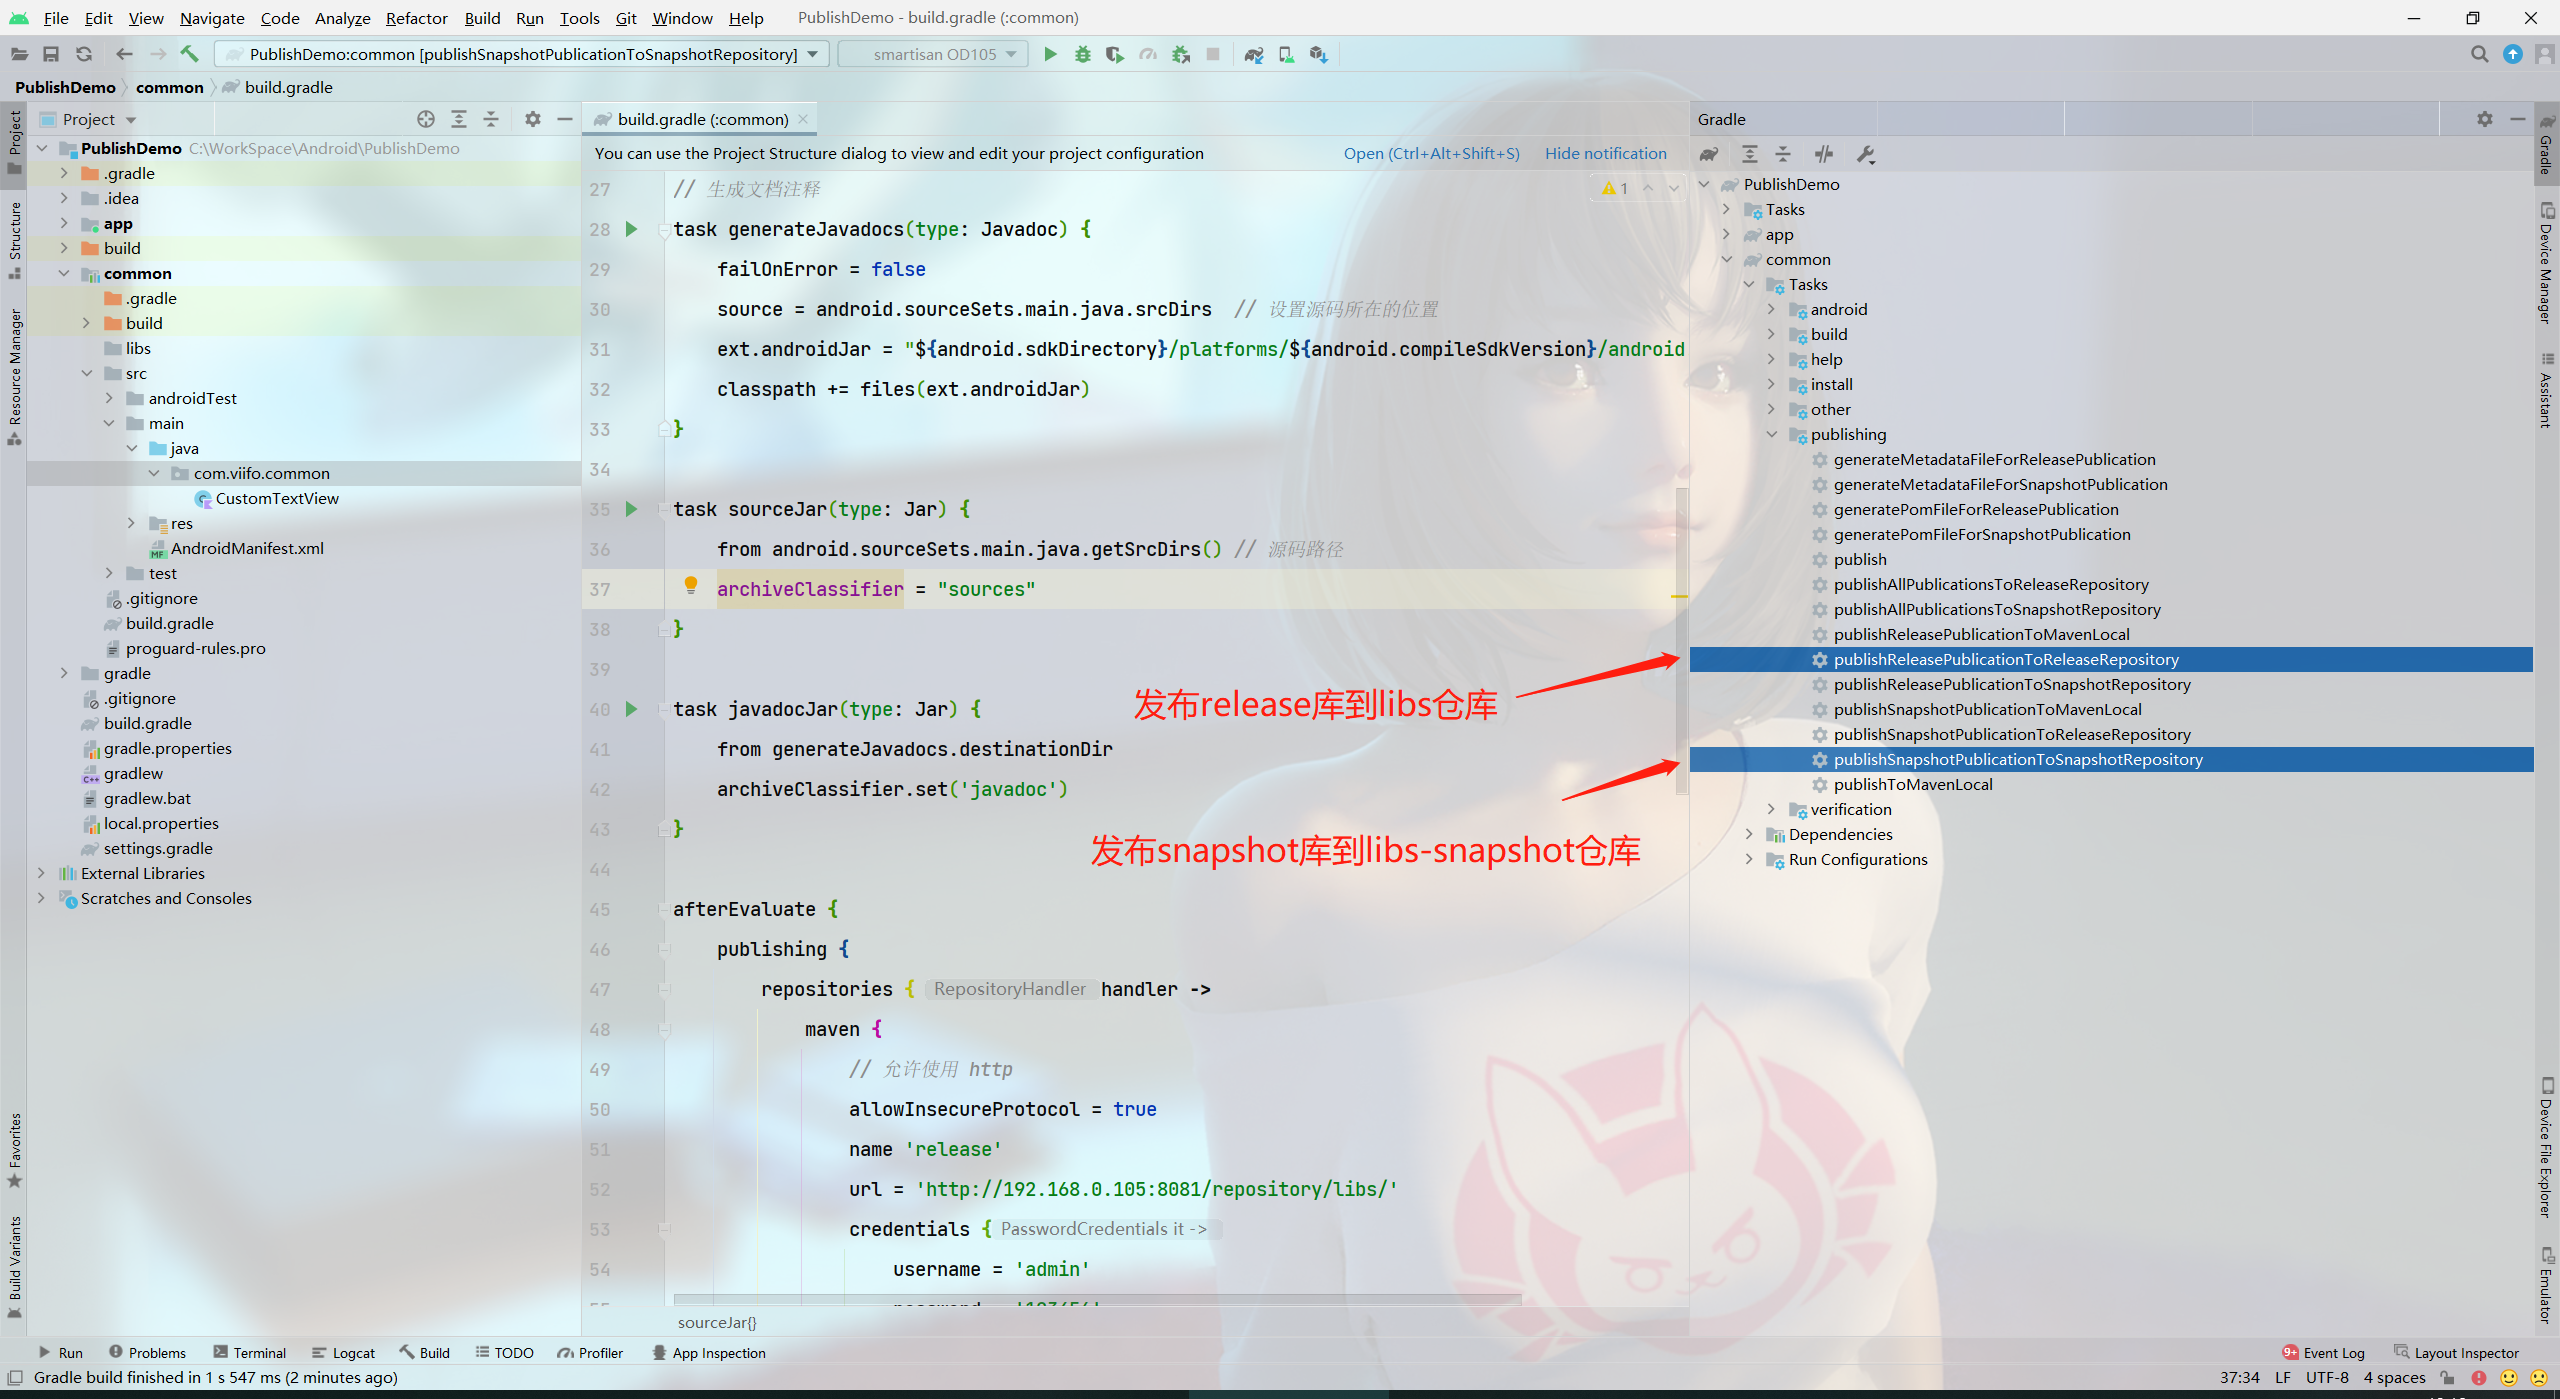 File Edit View Navigate Code Analyze Refactor Build Run Tools Git Window Help PublishDemo - build.gradle (:common)
PublishDemo:common [publishSnapshotPublicationToSnapshotRepository] smartisan OD105
PublishDemo common build.gradle
Project
PublishDemo C:\WorkSpace\Android\PublishDemo
.gradle
.idea
app
build
common
.gradle
build
libs
src
androidTest
main
java
com.viifo.common
CustomTextView
res
AndroidManifest.xml
test
.gitignore
build.gradle
proguard-rules.pro
gradle
.gitignore
build.gradle
gradle.properties
gradlew
gradlew.bat
local.properties
settings.gradle
External Libraries
Scratches and Consoles
Project
Structure
Resource Manager
Favorites
Build Variants
build.gradle (:common)
You can use the Project Structure dialog to view and edit your project configuration Open (Ctrl+Alt+Shift+S) Hide notification
1
27 // 生成文档注释
28 task generateJavadocs(type: Javadoc) {
29 failOnError = false
30 source = android.sourceSets.main.java.srcDirs // 设置源码所在的位置
31 ext.androidJar = "${android.sdkDirectory}/platforms/${android.compileSdkVersion}/android
32 classpath += files(ext.androidJar)
33 }
34
35 task sourceJar(type: Jar) {
36 from android.sourceSets.main.java.getSrcDirs() // 源码路径
37 archiveClassifier = "sources"
38 }
39
40 task javadocJar(type: Jar) {
41 from generateJavadocs.destinationDir
42 archiveClassifier.set('javadoc')
43 }
44
45 afterEvaluate {
46 publishing {
47 repositories { RepositoryHandler handler ->
48 maven {
49 // 允许使用 http
50 allowInsecureProtocol = true
51 name 'release'
52 url = 'http://192.168.0.105:8081/repository/libs/'
53 credentials { PasswordCredentials it ->
54 username = 'admin'
发布release库到libs仓库
发布snapshot库到libs-snapshot仓库
sourceJar{}
Gradle
PublishDemo
Tasks
app
common
Tasks
android
build
help
install
other
publishing
generateMetadataFileForReleasePublication
generateMetadataFileForSnapshotPublication
generatePomFileForReleasePublication
generatePomFileForSnapshotPublication
publish
publishAllPublicationsToReleaseRepository
publishAllPublicationsToSnapshotRepository
publishReleasePublicationToMavenLocal
publishReleasePublicationToReleaseRepository
publishReleasePublicationToSnapshotRepository
publishSnapshotPublicationToMavenLocal
publishSnapshotPublicationToReleaseRepository
publishSnapshotPublicationToSnapshotRepository
publishToMavenLocal
verification
Dependencies
Run Configurations
Gradle
Device Manager
Assistant
Device File Explorer
Emulator
Run Problems Terminal Logcat Build TODO Profiler App Inspection 9+ Event Log Layout Inspector
Gradle build finished in 1 s 547 ms (2 minutes ago) 37:34 LF UTF-8 4 spaces